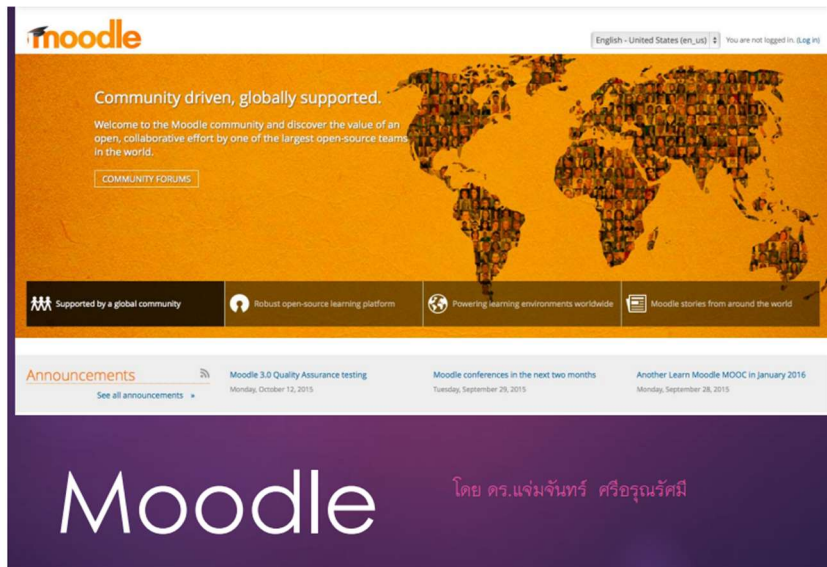 moodle
English - United States (en_us)
You are not logged in. (Log in)
Community driven, globally supported.
Welcome to the Moodle community and discover the value of an
open, collaborative effort by one of the largest open-source teams
in the world.
COMMUNITY FORUMS
Supported by a global community
Robust open-source learning platform
Powering learning environments worldwide
Moodle stories from around the world
Announcements
See all announcements »
Moodle 3.0 Quality Assurance testing
Monday, October 12, 2015
Moodle conferences in the next two months
Tuesday, September 29, 2015
Another Learn Moodle MOOC in January 2016
Monday, September 28, 2015
Moodle
โดย ดร.แจ่มจันทร์ ศรีอรุณรัศมี